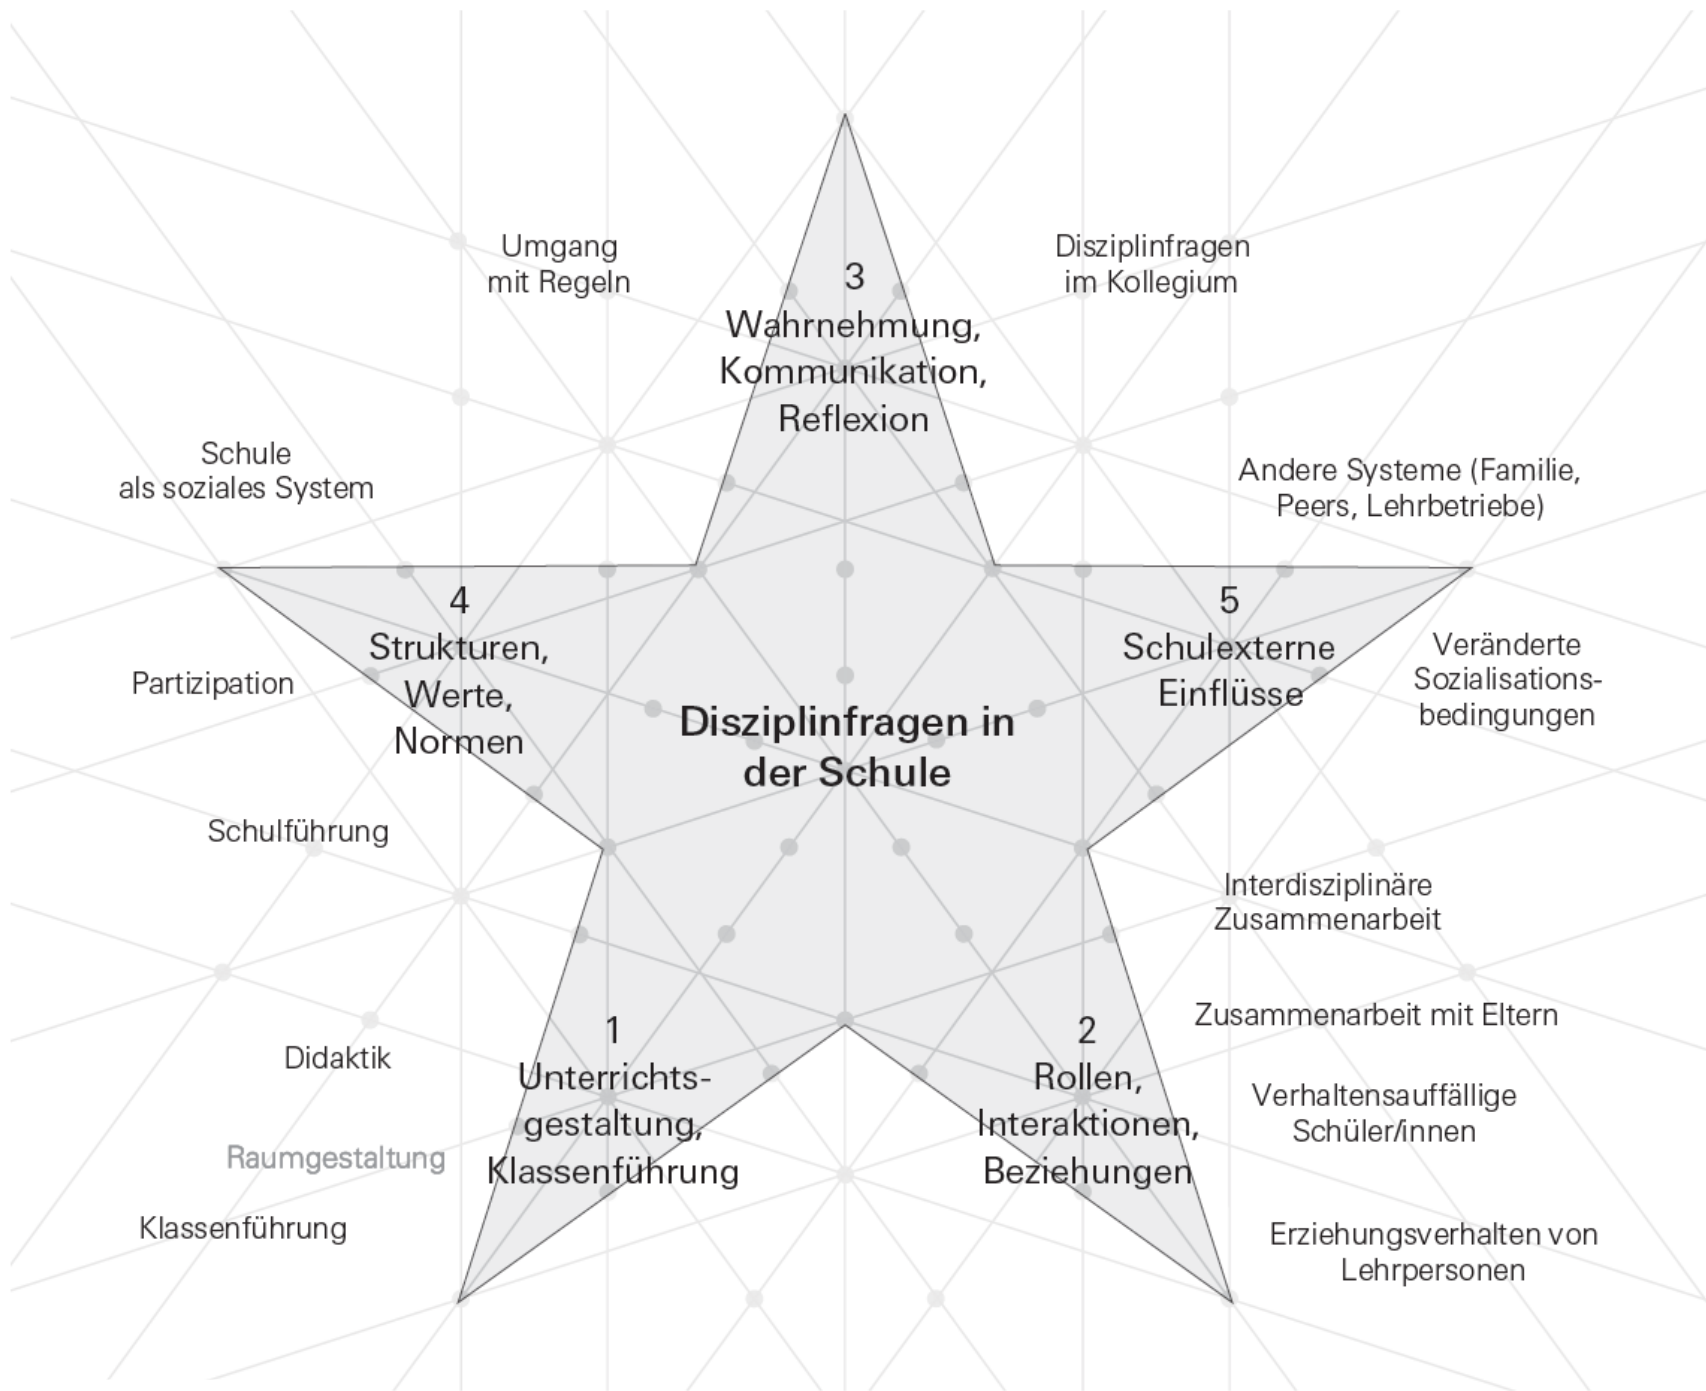 Umgang
mit Regeln
Disziplinfragen
im Kollegium
3
Wahrnehmung,
Kommunikation,
Reflexion
Schule
als soziales System
Andere Systeme (Familie,
Peers, Lehrbetriebe)
4
Strukturen,
Werte,
Normen
5
Schulexterne
Einflüsse
Partizipation
Veränderte
Sozialisations-
bedingungen
Disziplinfragen in
der Schule
Schulführung
Interdisziplinäre
Zusammenarbeit
Zusammenarbeit mit Eltern
1
Unterrichts-
gestaltung,
Klassenführung
2
Rollen,
Interaktionen,
Beziehungen
Didaktik
Raumgestaltung
Klassenführung
Verhaltensauffällige
Schüler/innen
Erziehungsverhalten von
Lehrpersonen